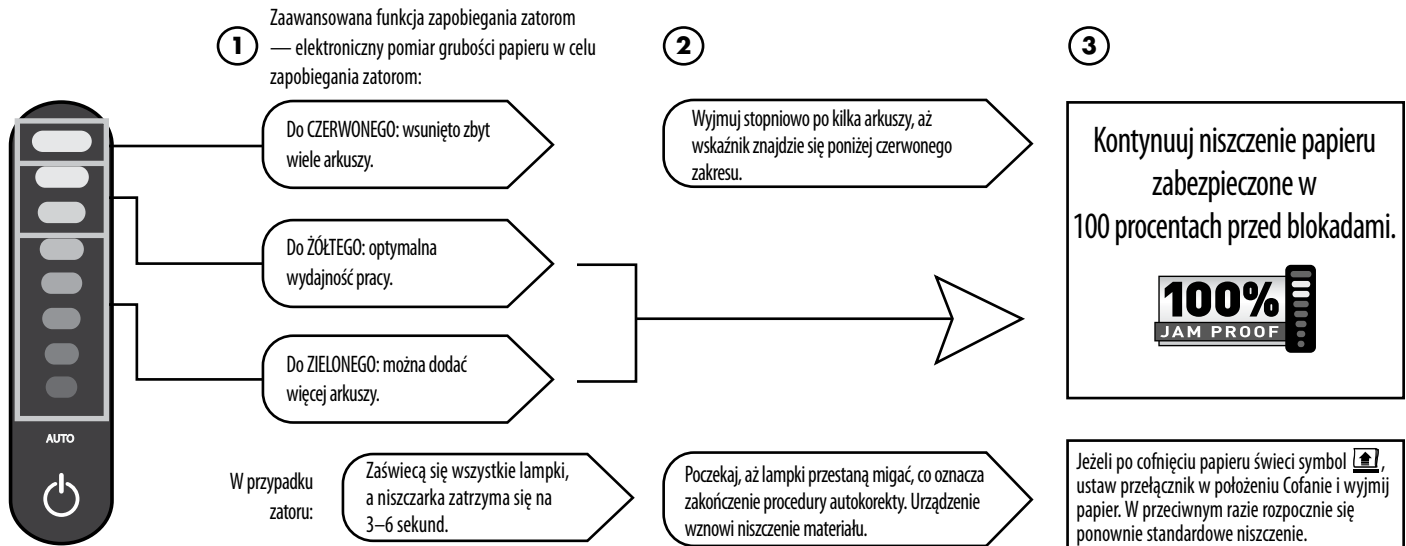 1
Zaawansowana funkcja zapobiegania zatorom
— elektroniczny pomiar grubości papieru w celu
zapobiegania zatorom:
2
3
Do CZERWONEGO: wsunięto zbyt
wiele arkuszy.
Wyjmuj stopniowo po kilka arkuszy, aż
wskaźnik znajdzie się poniżej czerwonego
zakresu.
Kontynuuj niszczenie papieru
zabezpieczone w
100 procentach przed blokadami.
100%
JAM PROOF
Do ŻÓŁTEGO: optymalna
wydajność pracy.
Do ZIELONEGO: można dodać
więcej arkuszy.
AUTO
W przypadku
zatoru:
Zaświecą się wszystkie lampki,
a niszczarka zatrzyma się na
3–6 sekund.
Poczekaj, aż lampki przestaną migać, co oznacza
zakończenie procedury autokorekty. Urządzenie
wznowi niszczenie materiału.
Jeżeli po cofnięciu papieru świeci symbol ,
ustaw przełącznik w położeniu Cofanie i wyjmij
papier. W przeciwnym razie rozpocznie się
ponownie standardowe niszczenie.